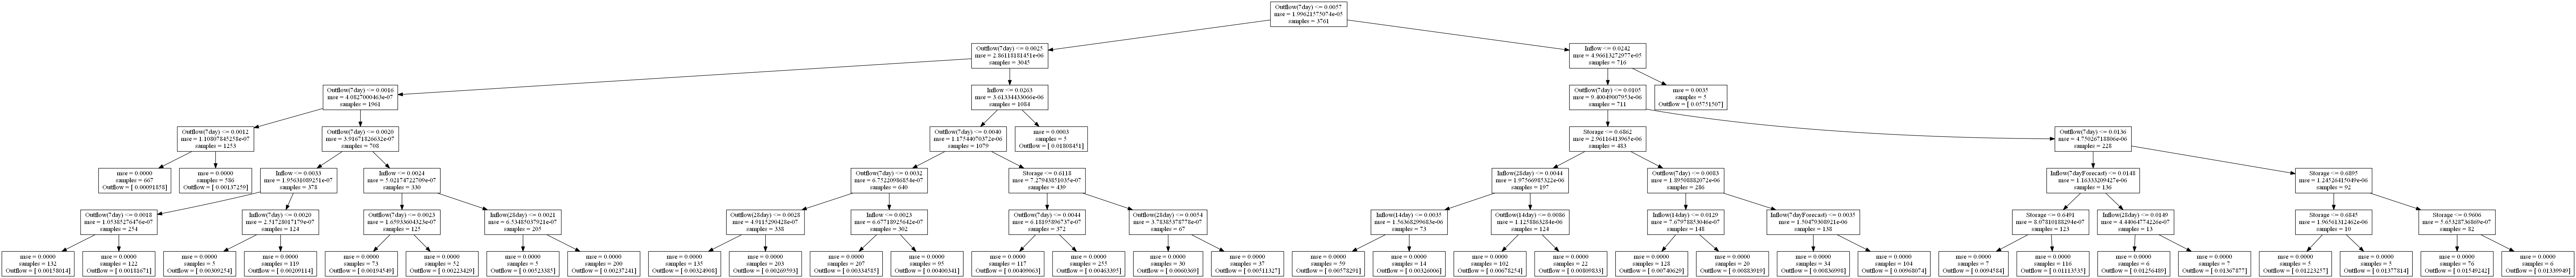 Outflow(7day) <= 0.0057
mse = 1.99621575074e-05
samples = 3761
Outflow(7day) <= 0.0025
mse = 2.86118181451e-06
samples = 3045
Inflow <= 0.0242
mse = 4.96613272977e-05
samples = 716
Outflow(7day) <= 0.0016
mse = 4.0827000463e-07
samples = 1961
Inflow <= 0.0263
mse = 3.61334433066e-06
samples = 1084
Outflow(7day) <= 0.0105
mse = 9.40049007953e-06
samples = 711
mse = 0.0035
samples = 5
Outflow = [ 0.05751507]
Outflow(7day) <= 0.0012
mse = 1.10807845258e-07
samples = 1253
Outflow(7day) <= 0.0020
mse = 3.91671826632e-07
samples = 708
Outflow(7day) <= 0.0040
mse = 1.17544070372e-06
samples = 1079
mse = 0.0003
samples = 5
Outflow = [ 0.01808451]
Storage <= 0.6862
mse = 2.96116413965e-06
samples = 483
Outflow(7day) <= 0.0136
mse = 4.75026718806e-06
samples = 228
mse = 0.0000
samples = 667
Outflow = [ 0.00091858]
mse = 0.0000
samples = 586
Outflow = [ 0.00137259]
Inflow <= 0.0033
mse = 1.95631089251e-07
samples = 378
Inflow <= 0.0024
mse = 5.02174722709e-07
samples = 330
Outflow(7day) <= 0.0032
mse = 6.75220986858e-07
samples = 640
Storage <= 0.6118
mse = 7.27943851035e-07
samples = 439
Inflow(28day) <= 0.0044
mse = 1.97566985322e-06
samples = 197
Outflow(7day) <= 0.0083
mse = 1.89508882072e-06
samples = 286
Inflow(7dayForecast) <= 0.0148
mse = 1.16333209427e-06
samples = 136
Storage <= 0.6895
mse = 1.24526415049e-06
samples = 92
Outflow(7day) <= 0.0018
mse = 1.05385276476e-07
samples = 254
Inflow(7day) <= 0.0020
mse = 2.51728017179e-07
samples = 124
Outflow(7day) <= 0.0023
mse = 1.65933604323e-07
samples = 125
Inflow(28day) <= 0.0021
mse = 6.53485037921e-07
samples = 205
Outflow(28day) <= 0.0028
mse = 4.9115290428e-07
samples = 338
Inflow <= 0.0023
mse = 6.67718925642e-07
samples = 302
Outflow(7day) <= 0.0044
mse = 6.11895896737e-07
samples = 372
Outflow(28day) <= 0.0054
mse = 3.78385378778e-07
samples = 67
Inflow(14day) <= 0.0035
mse = 1.56368299683e-06
samples = 73
Outflow(14day) <= 0.0086
mse = 1.1258863284e-06
samples = 124
Inflow(14day) <= 0.0129
mse = 7.67978853046e-07
samples = 148
Inflow(7dayForecast) <= 0.0035
mse = 1.50479308921e-06
samples = 138
Storage <= 0.6491
mse = 8.07810188294e-07
samples = 123
Inflow(28day) <= 0.0149
mse = 4.44064774226e-07
samples = 13
Storage <= 0.6845
mse = 1.96561312462e-06
samples = 10
Storage <= 0.9606
mse = 5.65328736869e-07
samples = 82
mse = 0.0000
samples = 132
Outflow = [ 0.00158014]
mse = 0.0000
samples = 122
Outflow = [ 0.00181671]
mse = 0.0000
samples = 5
Outflow = [ 0.00309254]
mse = 0.0000
samples = 119
Outflow = [ 0.00209114]
mse = 0.0000
samples = 73
Outflow = [ 0.00194549]
mse = 0.0000
samples = 52
Outflow = [ 0.00223429]
mse = 0.0000
samples = 5
Outflow = [ 0.00523385]
mse = 0.0000
samples = 200
Outflow = [ 0.00237241]
mse = 0.0000
samples = 135
Outflow = [ 0.00324908]
mse = 0.0000
samples = 203
Outflow = [ 0.00269593]
mse = 0.0000
samples = 207
Outflow = [ 0.00334585]
mse = 0.0000
samples = 95
Outflow = [ 0.00400341]
mse = 0.0000
samples = 117
Outflow = [ 0.00409063]
mse = 0.0000
samples = 255
Outflow = [ 0.00463395]
mse = 0.0000
samples = 30
Outflow = [ 0.0060369]
mse = 0.0000
samples = 37
Outflow = [ 0.00511327]
mse = 0.0000
samples = 59
Outflow = [ 0.00578291]
mse = 0.0000
samples = 14
Outflow = [ 0.00326006]
mse = 0.0000
samples = 102
Outflow = [ 0.00678254]
mse = 0.0000
samples = 22
Outflow = [ 0.00809833]
mse = 0.0000
samples = 128
Outflow = [ 0.00740629]
mse = 0.0000
samples = 20
Outflow = [ 0.00883919]
mse = 0.0000
samples = 34
Outflow = [ 0.00836998]
mse = 0.0000
samples = 104
Outflow = [ 0.00968074]
mse = 0.0000
samples = 7
Outflow = [ 0.0094584]
mse = 0.0000
samples = 116
Outflow = [ 0.01113535]
mse = 0.0000
samples = 6
Outflow = [ 0.01256489]
mse = 0.0000
samples = 7
Outflow = [ 0.01367877]
mse = 0.0000
samples = 5
Outflow = [ 0.01223257]
mse = 0.0000
samples = 5
Outflow = [ 0.01377814]
mse = 0.0000
samples = 76
Outflow = [ 0.01549242]
mse = 0.0000
samples = 6
Outflow = [ 0.0135397]